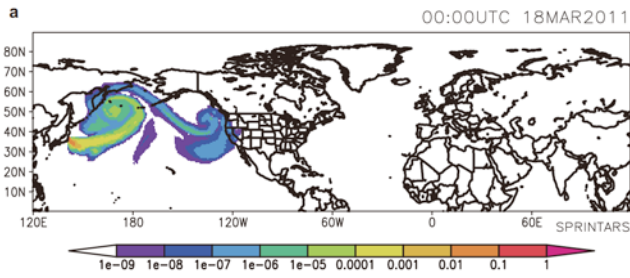 a
00:00UTC 18MAR2011
80N
70N
60N
50N
40N
30N
20N
10N
120E 180 120W 60W 0 60E
SPRINTARS
1e-09 1e-08 1e-07 1e-06 1e-05 0.0001 0.001 0.01 0.1 1